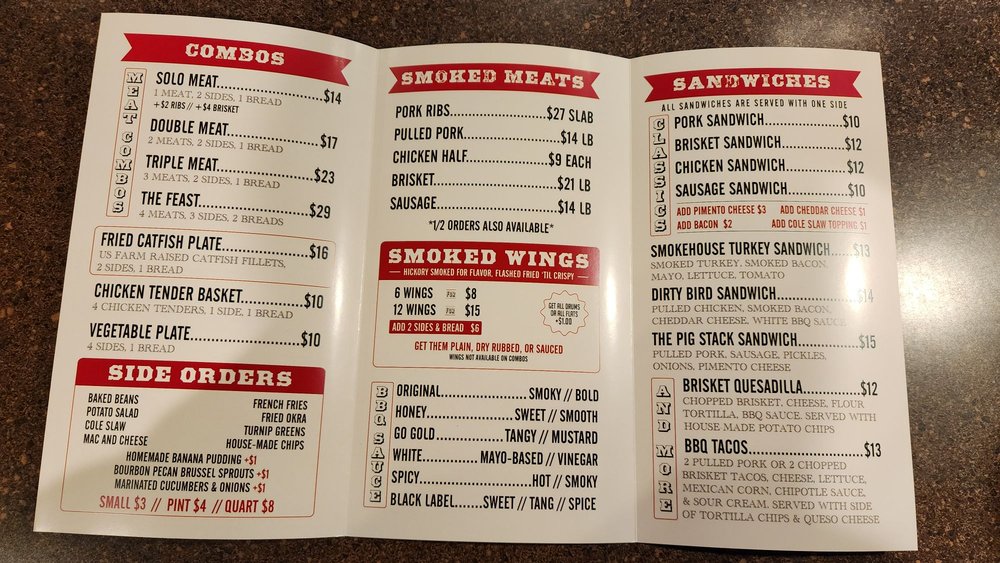 COMBOS
MEAT COMBOS
SOLO MEAT..................$14
1 MEAT, 2 SIDES, 1 BREAD
+$2 RIBS // +$4 BRISKET
DOUBLE MEAT..................$17
2 MEATS, 2 SIDES, 1 BREAD
TRIPLE MEAT..................$23
3 MEATS, 2 SIDES, 1 BREAD
THE FEAST..................$29
4 MEATS, 3 SIDES, 2 BREADS
FRIED CATFISH PLATE..................$16
US FARM RAISED CATFISH FILLETS,
2 SIDES, 1 BREAD
CHICKEN TENDER BASKET..................$10
4 CHICKEN TENDERS, 1 SIDE, 1 BREAD
VEGETABLE PLATE..................$10
4 SIDES, 1 BREAD
SIDE ORDERS
BAKED BEANS
POTATO SALAD
COLE SLAW
MAC AND CHEESE
FRENCH FRIES
FRIED OKRA
TURNIP GREENS
HOUSE-MADE CHIPS
HOMEMADE BANANA PUDDING +$1
BOURBON PECAN BRUSSEL SPROUTS +$1
MARINATED CUCUMBERS & ONIONS +$1
SMALL $3 // PINT $4 // QUART $8
SMOKED MEATS
PORK RIBS..................$27 SLAB
PULLED PORK..................$14 LB
CHICKEN HALF..................$9 EACH
BRISKET..................$21 LB
SAUSAGE..................$14 LB
*1/2 ORDERS ALSO AVAILABLE*
SMOKED WINGS
HICKORY SMOKED FOR FLAVOR, FLASHED FRIED 'TIL CRISPY
6 WINGS FOR $8
12 WINGS FOR $15
GET ALL DRUMS
OR ALL FLATS
+$1.00
ADD 2 SIDES & BREAD $6
GET THEM PLAIN, DRY RUBBED, OR SAUCED
WINGS NOT AVAILABLE ON COMBOS
BBQ SAUCE
ORIGINAL..................SMOKY // BOLD
HONEY..................SWEET // SMOOTH
GO GOLD..................TANGY // MUSTARD
WHITE..................MAYO-BASED // VINEGAR
SPICY..................HOT // SMOKY
BLACK LABEL.........SWEET // TANG // SPICE
SANDWICHES
ALL SANDWICHES ARE SERVED WITH ONE SIDE
CLASSICS
PORK SANDWICH..................$10
BRISKET SANDWICH..................$12
CHICKEN SANDWICH..................$12
SAUSAGE SANDWICH..................$10
ADD PIMENTO CHEESE $3 ADD CHEDDAR CHEESE $1
ADD BACON $2 ADD COLE SLAW TOPPING $1
SMOKEHOUSE TURKEY SANDWICH.....$13
SMOKED TURKEY, SMOKED BACON,
MAYO, LETTUCE, TOMATO
DIRTY BIRD SANDWICH..................$14
PULLED CHICKEN, SMOKED BACON,
CHEDDAR CHEESE, WHITE BBQ SAUCE
THE PIG STACK SANDWICH..................$15
PULLED PORK, SAUSAGE, PICKLES,
ONIONS, PIMENTO CHEESE
AND MORE
BRISKET QUESADILLA..................$12
CHOPPED BRISKET, CHEESE, FLOUR
TORTILLA, BBQ SAUCE. SERVED WITH
HOUSE MADE POTATO CHIPS
BBQ TACOS..................$13
2 PULLED PORK OR 2 CHOPPED
BRISKET TACOS, CHEESE, LETTUCE,
MEXICAN CORN, CHIPOTLE SAUCE,
& SOUR CREAM. SERVED WITH SIDE
OF TORTILLA CHIPS & QUESO CHEESE